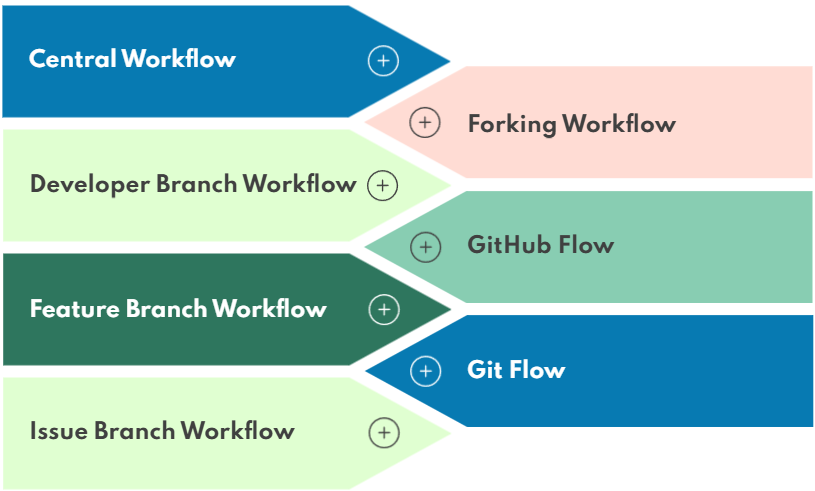 Central Workflow
Forking Workflow
Developer Branch Workflow
GitHub Flow
Feature Branch Workflow
Git Flow
Issue Branch Workflow